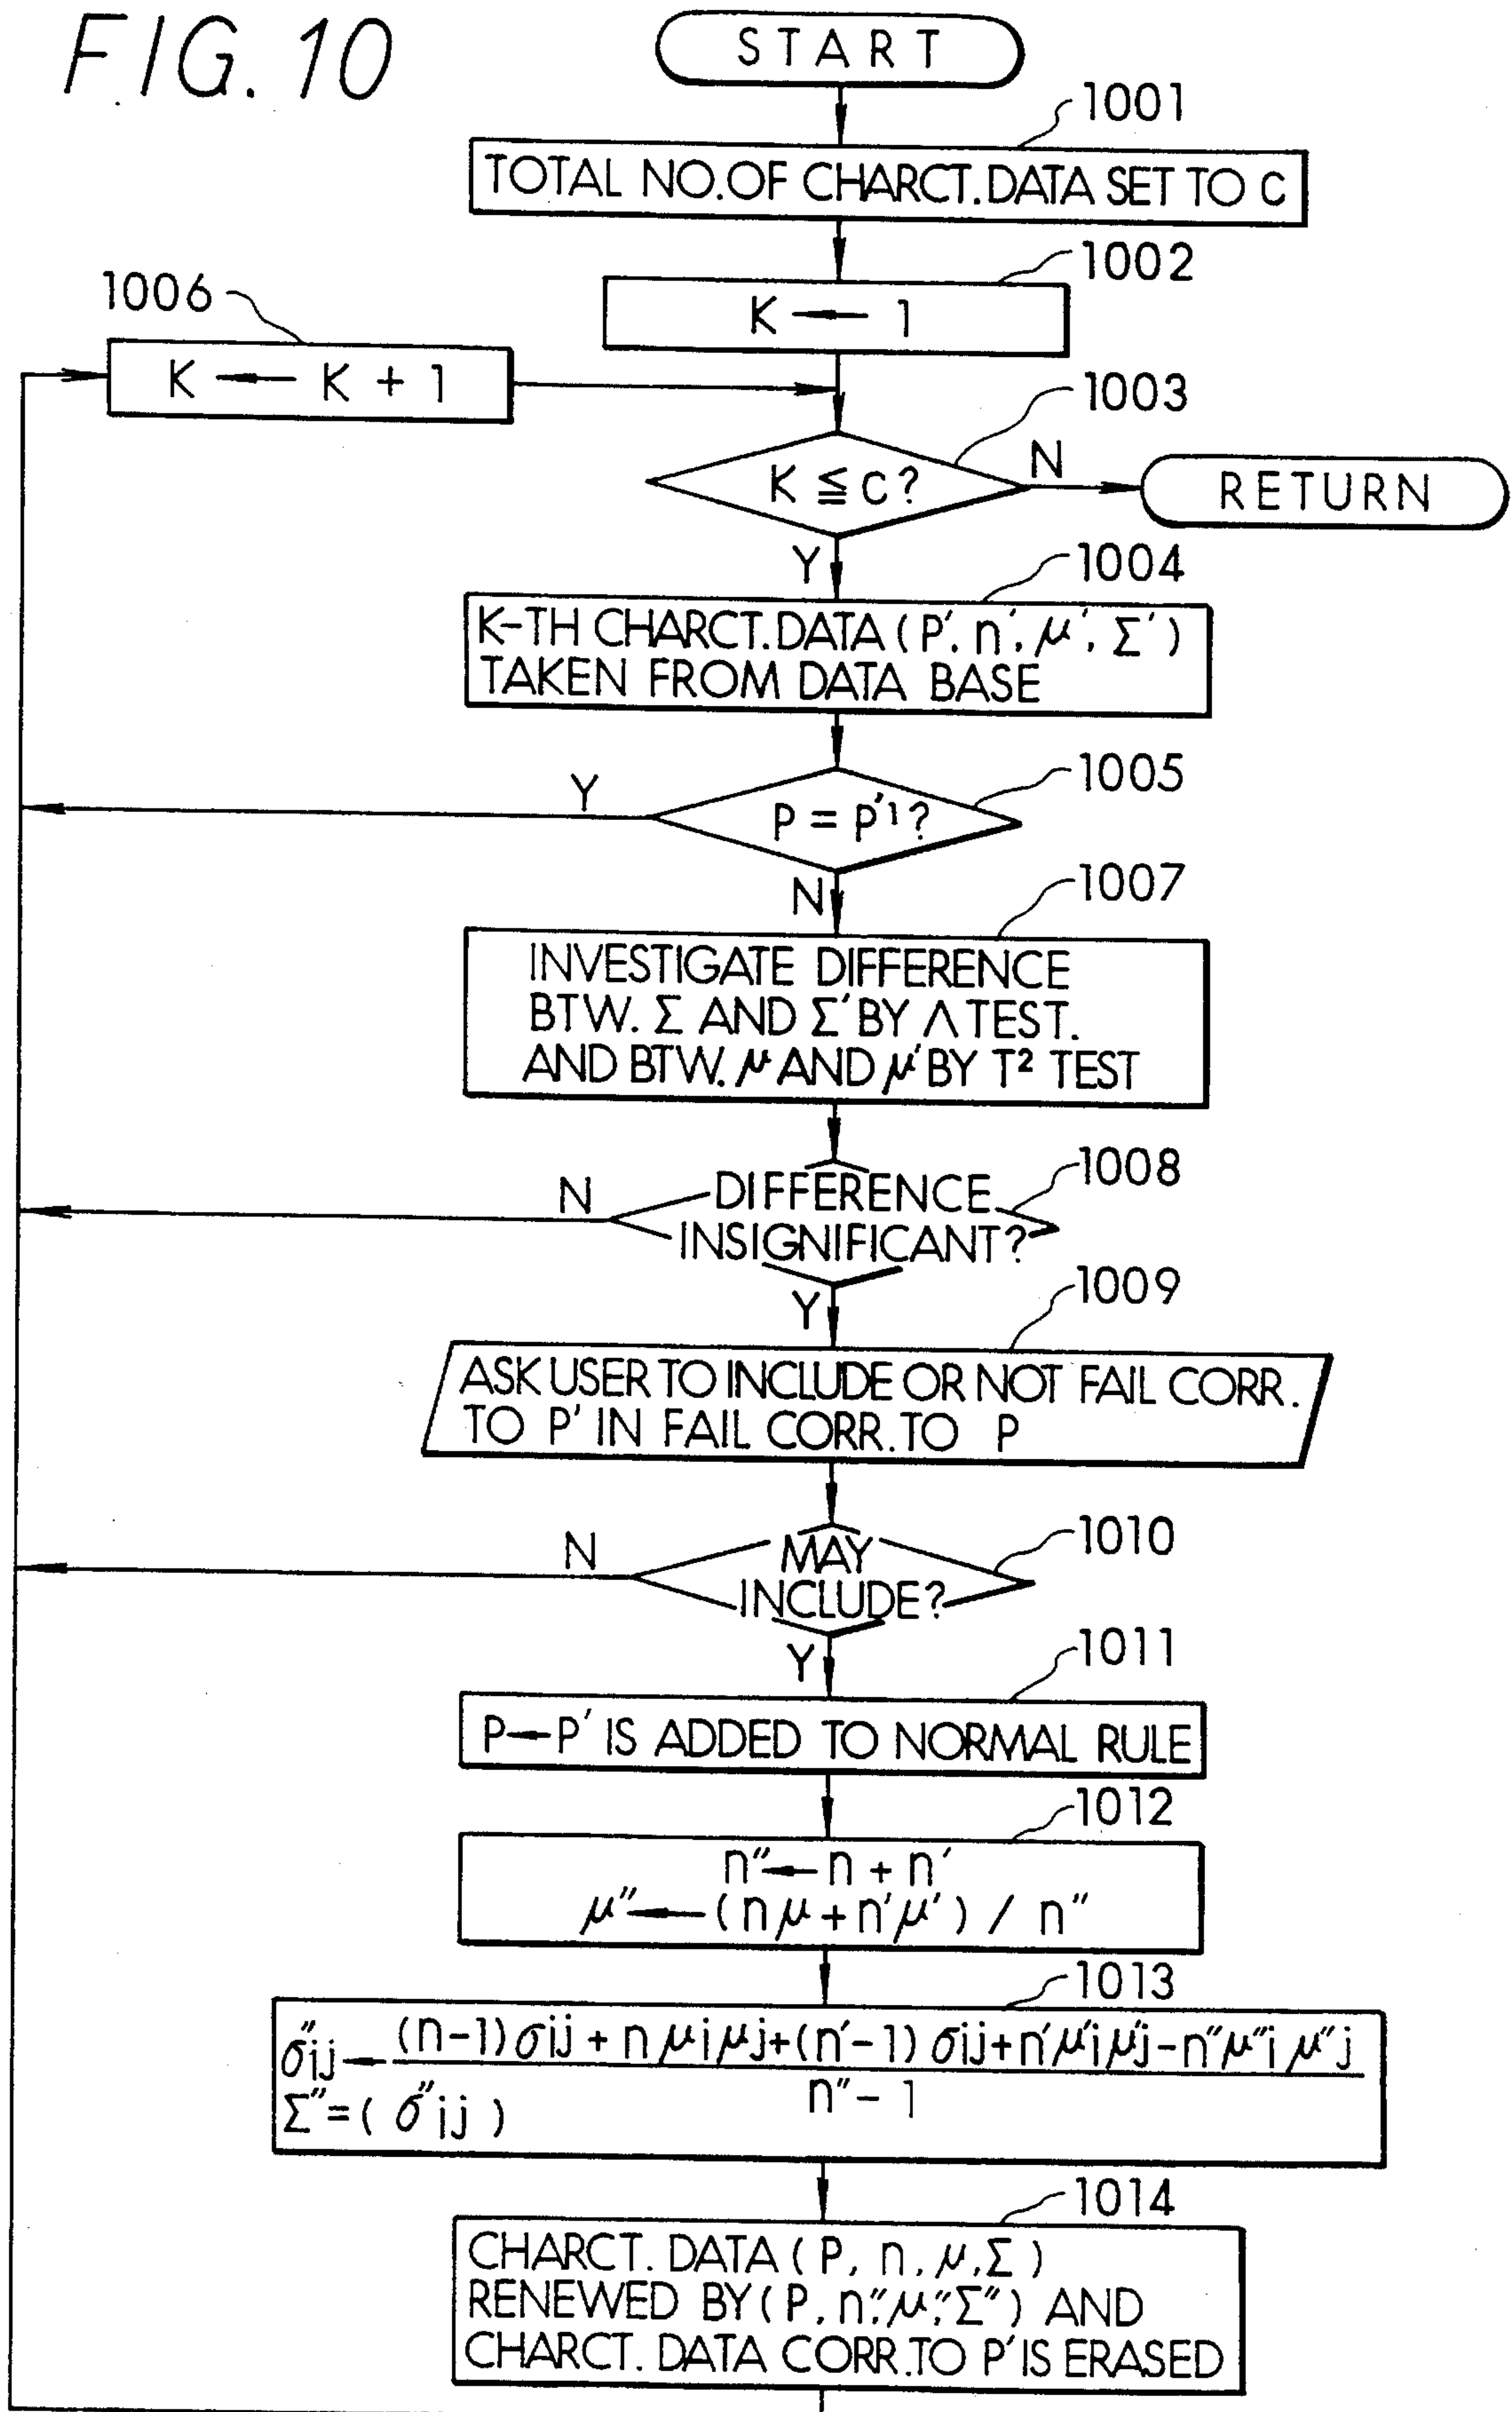 FIG. 10
START
1001
TOTAL NO. OF CHARCT. DATA SET TO C
1002
K ← 1
1006
K ← K + 1
1003
K ≦ C ?
N
RETURN
Y
1004
K-TH CHARCT. DATA (P', n', μ', Σ')
TAKEN FROM DATA BASE
1005
Y
P = P'1?
N
1007
INVESTIGATE DIFFERENCE
BTW. Σ AND Σ' BY Λ TEST.
AND BTW. μ AND μ' BY T² TEST
1008
N
DIFFERENCE
INSIGNIFICANT?
Y
1009
ASK USER TO INCLUDE OR NOT FAIL CORR.
TO P' IN FAIL CORR. TO P
1010
N
MAY
INCLUDE?
Y
1011
P←P' IS ADDED TO NORMAL RULE
1012
n" ← n + n'
μ" ← (nμ + n'μ') / n"
1013
σ"ij ← (n-1) σij + n μi μj + (n'-1) σij + n'μ'i μ'j - n"μ"i μ"j
n" - 1
Σ" = ( σ"ij )
1014
CHARCT. DATA ( P, n, μ, Σ )
RENEWED BY ( P, n", μ", Σ" ) AND
CHARCT. DATA CORR. TO P' IS ERASED